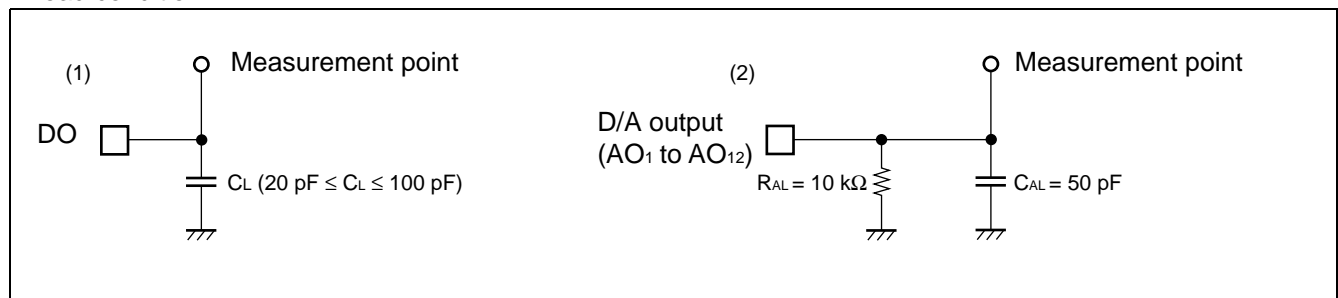 (1)
Measurement point
DO
CL (20 pF ≤ CL ≤ 100 pF)
(2)
Measurement point
D/A output
(AO1 to AO12)
RAL = 10 kΩ
CAL = 50 pF